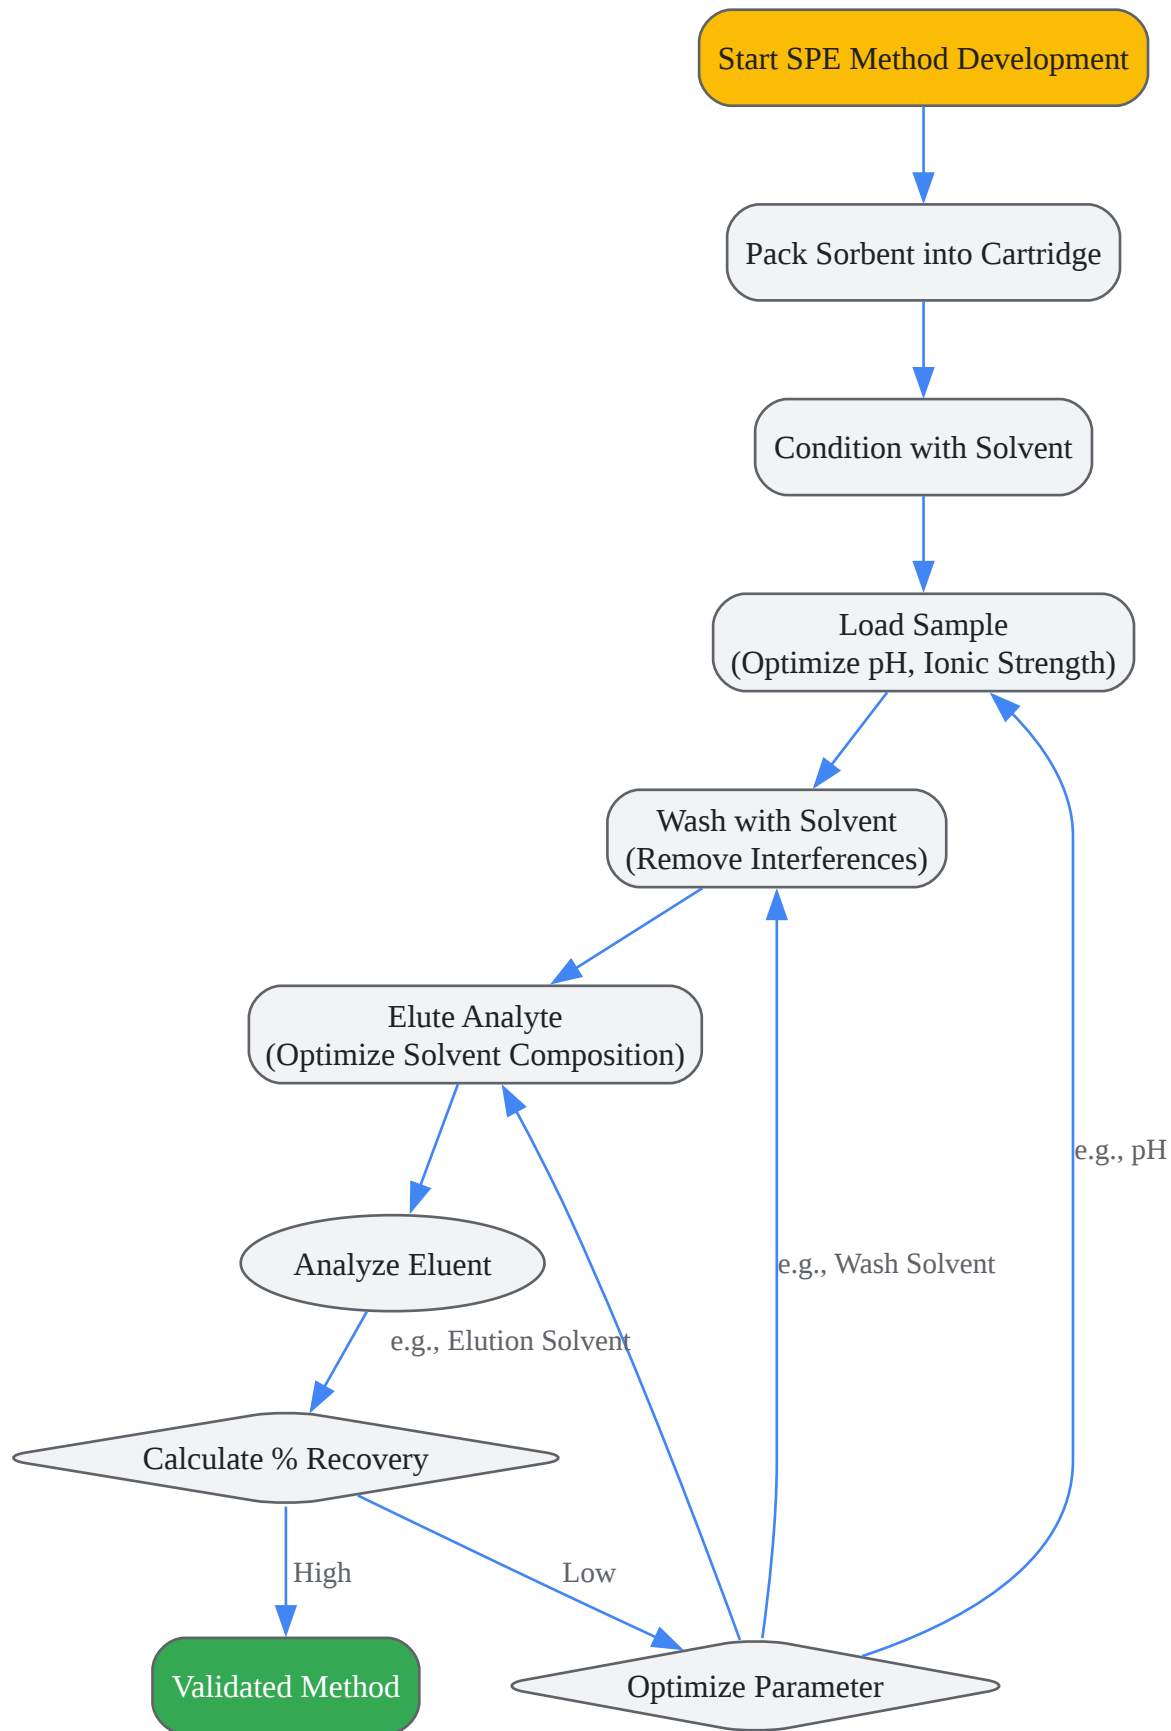 Start SPE Method Development
Pack Sorbent into Cartridge
Condition with Solvent
Load Sample
(Optimize pH, Ionic Strength)
Wash with Solvent
(Remove Interferences)
Elute Analyte
(Optimize Solvent Composition)
e.g., pH
Analyze Eluent
e.g., Wash Solvent
e.g., Elution Solvent
Calculate % Recovery
High
Low
Validated Method
Optimize Parameter